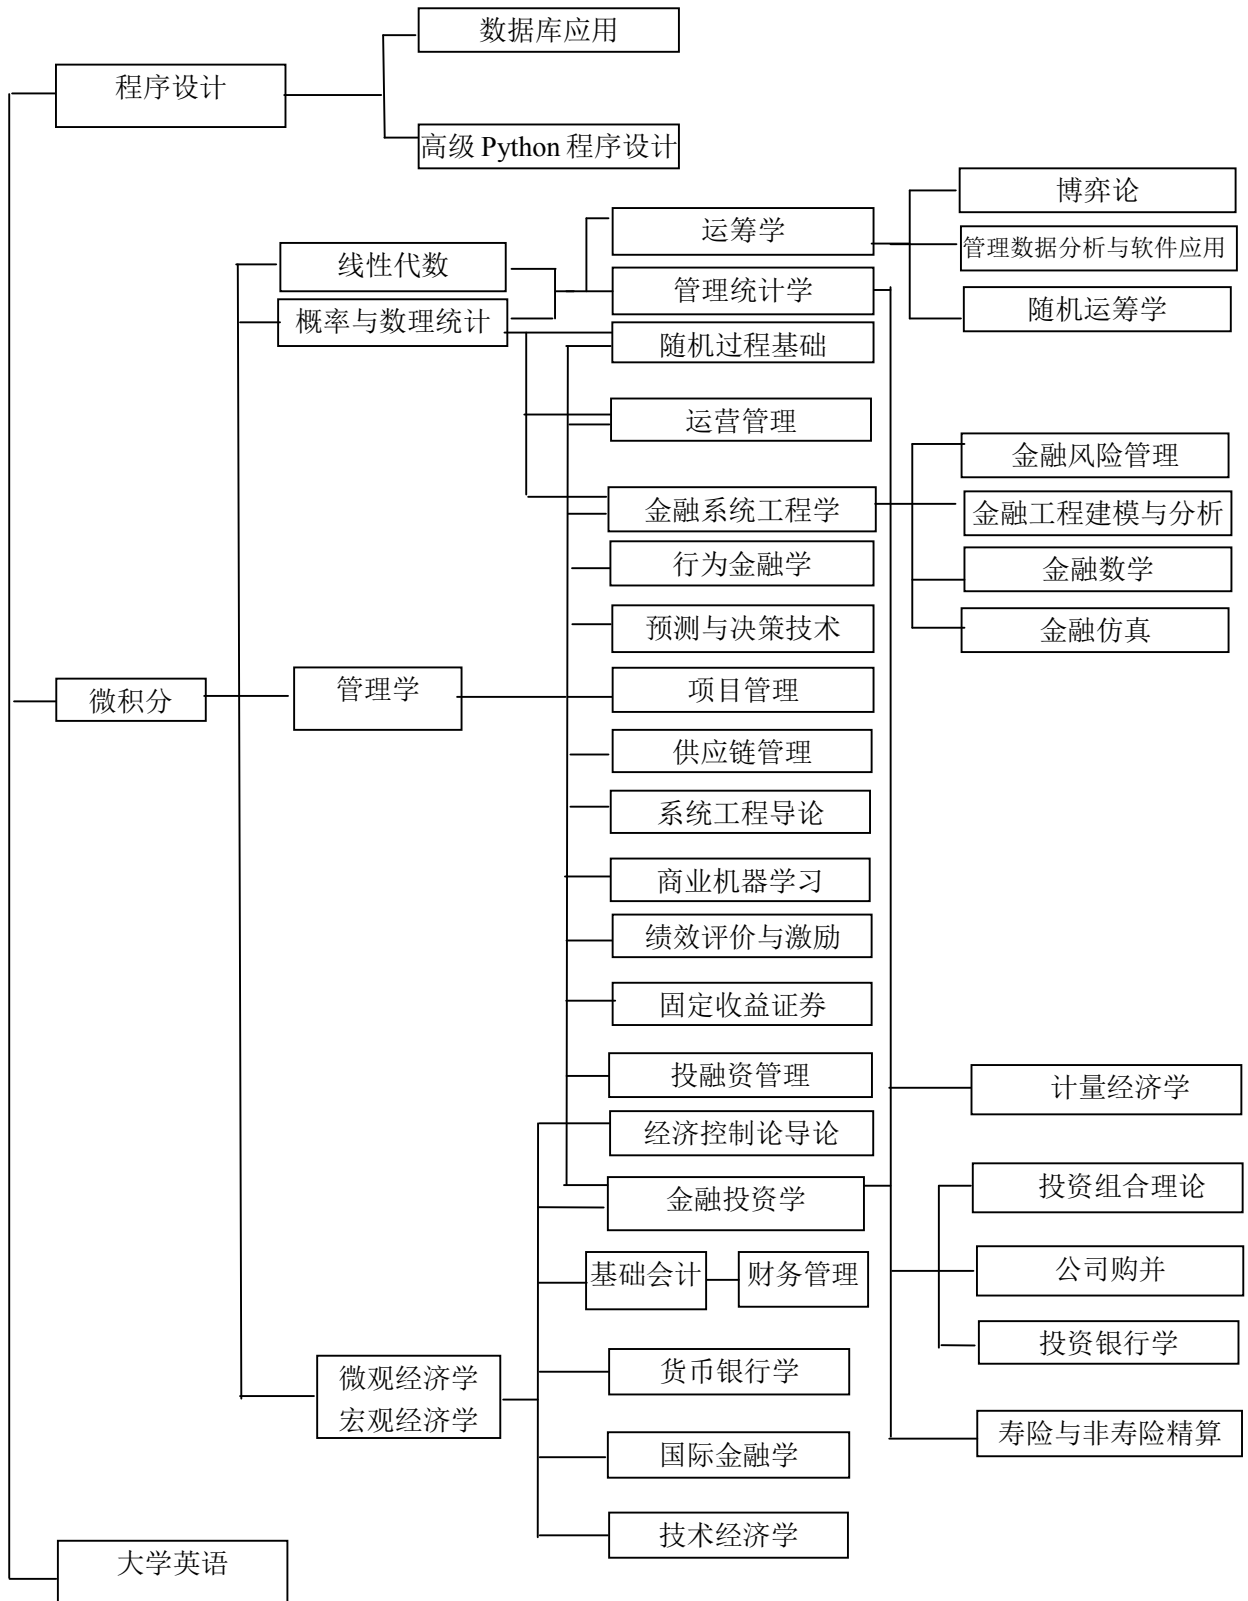 数据库应用
程序设计
高级 Python 程序设计
博弈论
运筹学
管理数据分析与软件应用
线性代数
管理统计学
随机运筹学
概率与数理统计
随机过程基础
运营管理
金融风险管理
金融系统工程学
金融工程建模与分析
行为金融学
金融数学
预测与决策技术
金融仿真
微积分
管理学
项目管理
供应链管理
系统工程导论
商业机器学习
绩效评价与激励
固定收益证券
投融资管理
计量经济学
经济控制论导论
投资组合理论
金融投资学
基础会计
财务管理
公司购并
投资银行学
货币银行学
微观经济学
宏观经济学
寿险与非寿险精算
国际金融学
技术经济学
大学英语